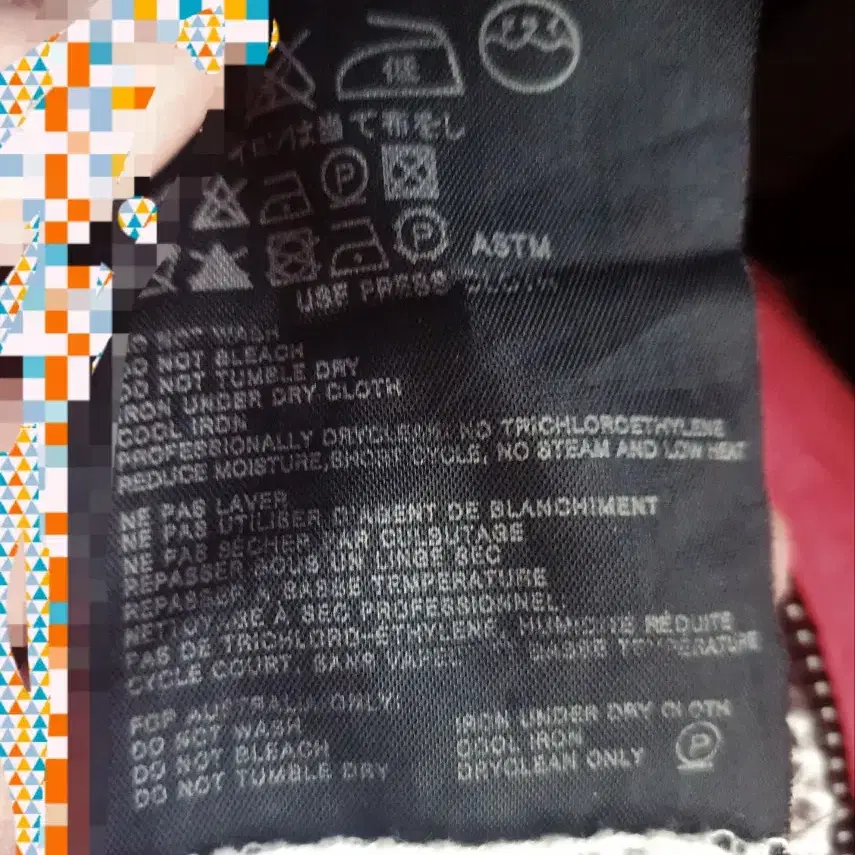 低
アイロンは当て布をし
P
P
ASTM
USE PRESS CLOTH
DO NOT WASH
DO NOT BLEACH
DO NOT TUMBLE DRY
IRON UNDER DRY CLOTH
COOL IRON
PROFESSIONALLY DRYCLEAN, NO TRICHLOROETHYLENE
REDUCE MOISTURE, SHORT CYCLE, NO STEAM AND LOW HEAT
NE PAS LAVER
NE PAS UTILISER D'AGENT DE BLANCHIMENT
NE PAS SECHER PAR CULBUTAGE
REPASSER SOUS UN LINGE SEC
REPASSER A BASSE TEMPERATURE
NETTOYAGE À SEC PROFESSIONNEL,
PAS DE TRICHLORO-ÉTHYLENE, HUMIDITE RÉDUITE
CYCLE COURT, SANS VAPEUR BASSE TEMPERATURE
FOR AUSTRALIA ONLY:
DO NOT WASH
DO NOT BLEACH
DO NOT TUMBLE DRY
IRON UNDER DRY CLOTH
COOL IRON
DRYCLEAN ONLY
P